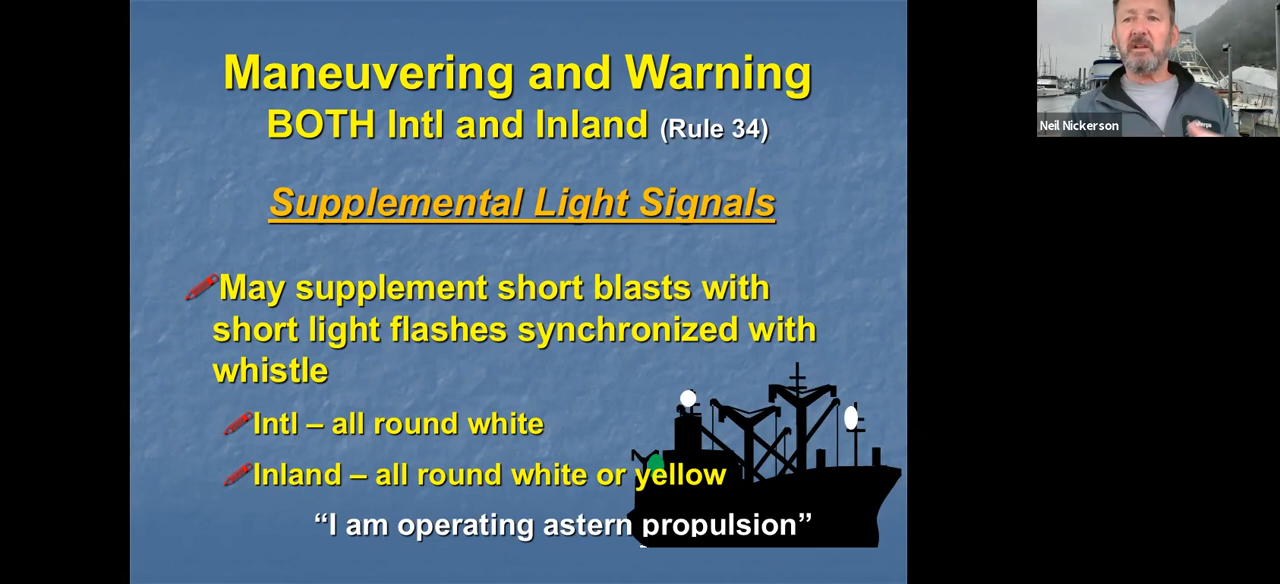 Maneuvering and Warning
BOTH Intl and Inland (Rule 34)
Supplemental Light Signals
May supplement short blasts with
short light flashes synchronized with
whistle
Intl – all round white
Inland – all round white or yellow
“I am operating astern propulsion”
Neil Nickerson